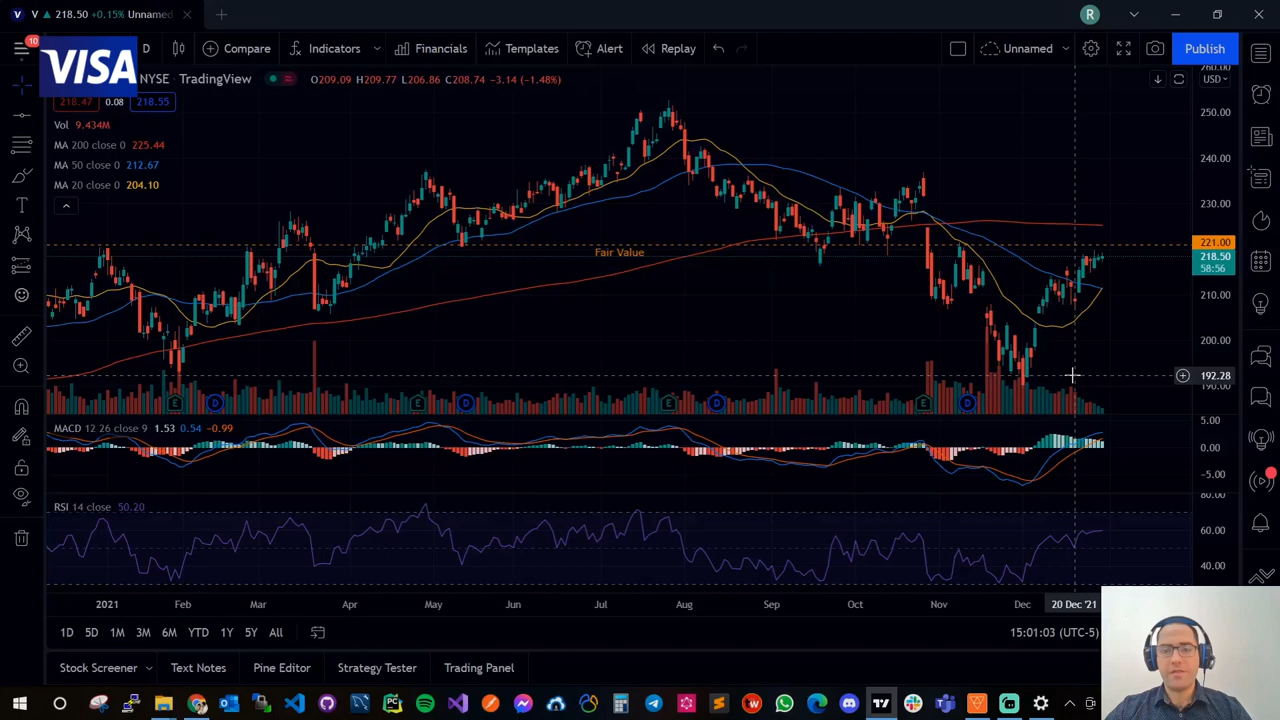 V V ▲ 218.50 +0.15% Unnamed
R
10
VISA
D Compare Indicators Financials Templates Alert Replay Unnamed Publish
NYSE TradingView O209.09 H209.77 L206.86 C208.74 −3.14 (−1.48%)
USD
218.47 0.08 218.55
Vol 9.434M
MA 200 close 0 225.44
MA 50 close 0 212.67
MA 20 close 0 204.10
Fair Value
260.00
250.00
240.00
230.00
221.00
218.50
58:56
210.00
200.00
192.28
190.00
E D E D E D E D
MACD 12 26 close 9 1.53 0.54 −0.99
5.00
0.00
−5.00
RSI 14 close 50.20
80.00
60.00
40.00
2021 Feb Mar Apr May Jun Jul Aug Sep Oct Nov Dec 20 Dec '21
1D 5D 1M 3M 6M YTD 1Y 5Y All 15:01:03 (UTC-5)
Stock Screener Text Notes Pine Editor Strategy Tester Trading Panel